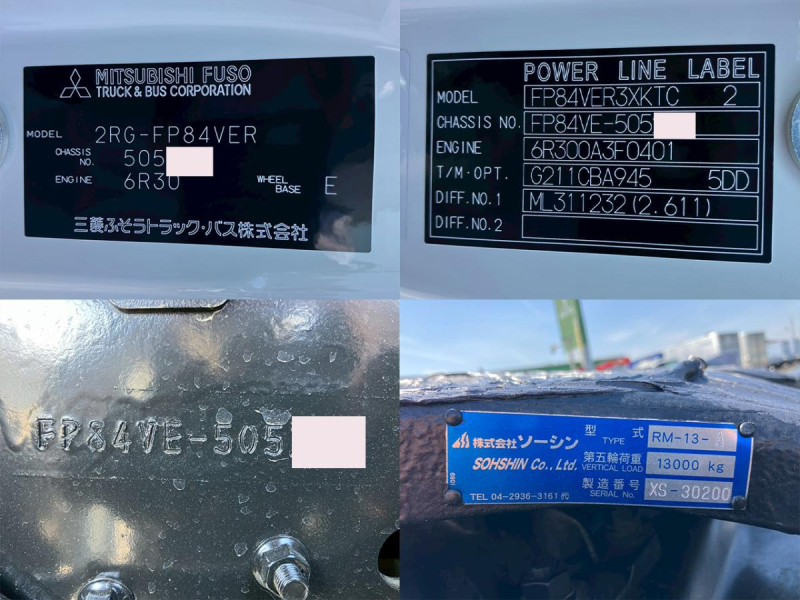 MITSUBISHI FUSO
TRUCK & BUS CORPORATION
MODEL 2RG-FP84VER
CHASSIS NO. 505
ENGINE 6R30 WHEEL BASE E
三菱ふそうトラック・バス株式会社
POWER LINE LABEL
MODEL FP84VER3XKTC 2
CHASSIS NO. FP84VE-505
ENGINE 6R300A3F0401
T/M・OPT. G211CBA945 5DD
DIFF.NO.1 ML311232(2.611)
DIFF.NO.2
FP84VE-505
株式会社 ソーシン
SOHSHIN Co., Ltd.
TEL 04-2936-3161 ㈹
型式 TYPE RM-13-
第五輪荷重 VERTICAL LOAD 13000 kg
製造番号 SERIAL No. XS-30200